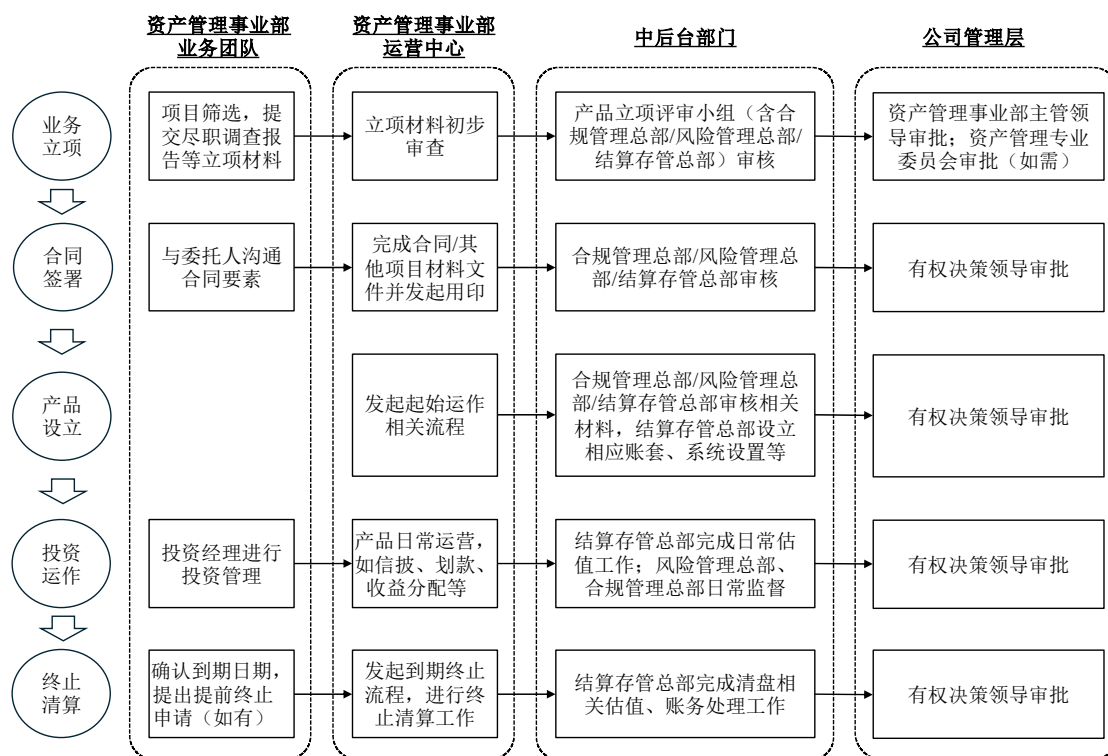 资产管理事业部
业务团队
资产管理事业部
运营中心
中后台部门
公司管理层
业务
立项
项目筛选，提
交尽职调查报
告等立项材料
立项材料初步
审查
产品立项评审小组（含合
规管理总部/风险管理总部/
结算存管总部）审核
资产管理事业部主管领
导审批；资产管理专业
委员会审批（如需）
合同
签署
与委托人沟通
合同要素
完成合同/其
他项目材料文
件并发起用印
合规管理总部/风险管理总
部/结算存管总部审核
有权决策领导审批
产品
设立
发起起始运作
相关流程
合规管理总部/风险管理总
部/结算存管总部审核相关
材料，结算存管总部设立
相应账套、系统设置等
有权决策领导审批
投资
运作
投资经理进行
投资管理
产品日常运营，
如信披、划款、
收益分配等
结算存管总部完成日常估
值工作；风险管理总部、
合规管理总部日常监督
有权决策领导审批
终止
清算
确认到期日期，
提出提前终止
申请（如有）
发起到期终止
流程，进行终
止清算工作
结算存管总部完成清盘相
关估值、账务处理工作
有权决策领导审批